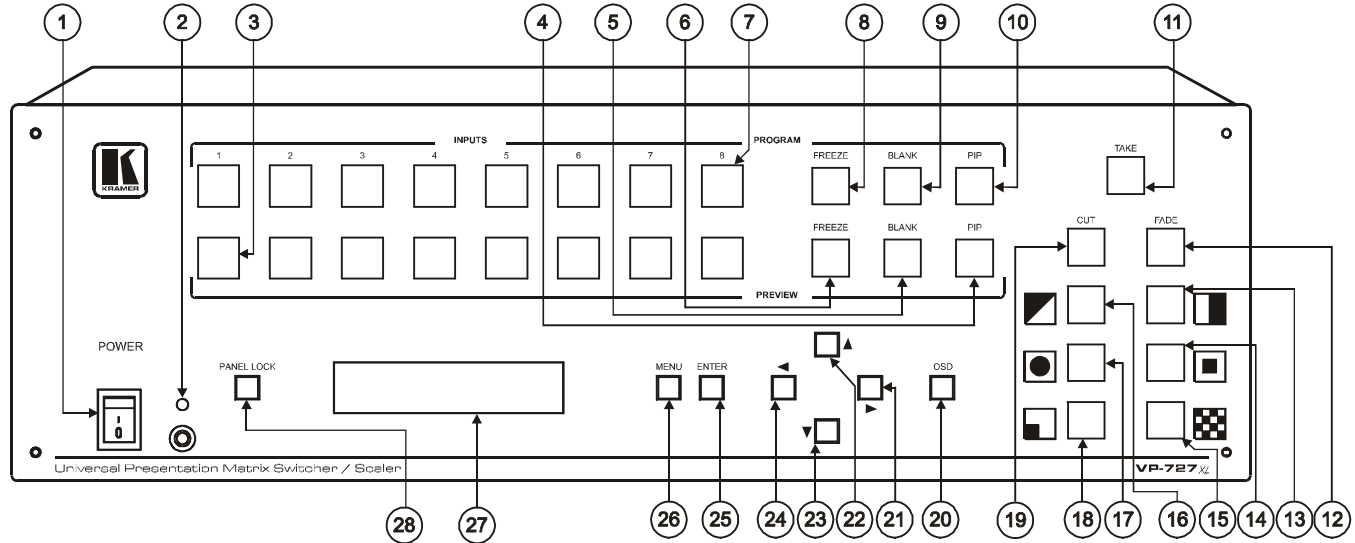 1 2 3 4 5 6 7 8 9 10 11
INPUTS PROGRAM
1 2 3 4 5 6 7 8 FREEZE BLANK PIP TAKE
K
KRAMER
CUT FADE
FREEZE BLANK PIP
PREVIEW
POWER
PANEL LOCK MENU ENTER OSD
I
0
Universal Presentation Matrix Switcher / Scaler VP-727 XL
28 27 26 25 24 23 22 21 20 19 18 17 16 15 14 13 12